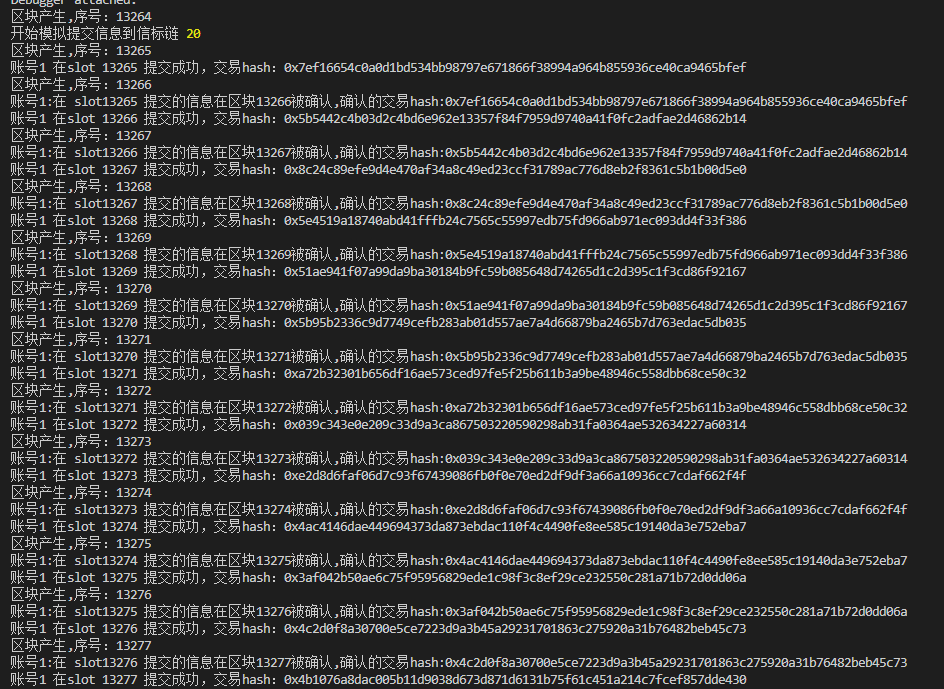 Debugger attached.
区块产生,序号: 13264
开始模拟提交信息到信标链 20
区块产生,序号: 13265
账号1 在slot 13265 提交成功，交易hash: 0x7ef16654c0a0d1bd534bb98797e671866f38994a964b855936ce40ca9465bfef
区块产生,序号: 13266
账号1:在 slot13265 提交的信息在区块13266被确认,确认的交易hash:0x7ef16654c0a0d1bd534bb98797e671866f38994a964b855936ce40ca9465bfef
账号1 在slot 13266 提交成功，交易hash: 0x5b5442c4b03d2c4bd6e962e13357f84f7959d9740a41f0fc2adfae2d46862b14
区块产生,序号: 13267
账号1:在 slot13266 提交的信息在区块13267被确认,确认的交易hash:0x5b5442c4b03d2c4bd6e962e13357f84f7959d9740a41f0fc2adfae2d46862b14
账号1 在slot 13267 提交成功，交易hash: 0x8c24c89efe9d4e470af34a8c49ed23ccf31789ac776d8eb2f8361c5b1b00d5e0
区块产生,序号: 13268
账号1:在 slot13267 提交的信息在区块13268被确认,确认的交易hash:0x8c24c89efe9d4e470af34a8c49ed23ccf31789ac776d8eb2f8361c5b1b00d5e0
账号1 在slot 13268 提交成功，交易hash: 0x5e4519a18740abd41fffb24c7565c55997edb75fd966ab971ec093dd4f33f386
区块产生,序号: 13269
账号1:在 slot13268 提交的信息在区块13269被确认,确认的交易hash:0x5e4519a18740abd41fffb24c7565c55997edb75fd966ab971ec093dd4f33f386
账号1 在slot 13269 提交成功，交易hash: 0x51ae941f07a99da9ba30184b9fc59b085648d74265d1c2d395c1f3cd86f92167
区块产生,序号: 13270
账号1:在 slot13269 提交的信息在区块13270被确认,确认的交易hash:0x51ae941f07a99da9ba30184b9fc59b085648d74265d1c2d395c1f3cd86f92167
账号1 在slot 13270 提交成功，交易hash: 0x5b95b2336c9d7749cefb283ab01d557ae7a4d66879ba2465b7d763edac5db035
区块产生,序号: 13271
账号1:在 slot13270 提交的信息在区块13271被确认,确认的交易hash:0x5b95b2336c9d7749cefb283ab01d557ae7a4d66879ba2465b7d763edac5db035
账号1 在slot 13271 提交成功，交易hash: 0xa72b32301b656df16ae573ced97fe5f25b611b3a9be48946c558dbb68ce50c32
区块产生,序号: 13272
账号1:在 slot13271 提交的信息在区块13272被确认,确认的交易hash:0xa72b32301b656df16ae573ced97fe5f25b611b3a9be48946c558dbb68ce50c32
账号1 在slot 13272 提交成功，交易hash: 0x039c343e0e209c33d9a3ca867503220590298ab31fa0364ae532634227a60314
区块产生,序号: 13273
账号1:在 slot13272 提交的信息在区块13273被确认,确认的交易hash:0x039c343e0e209c33d9a3ca867503220590298ab31fa0364ae532634227a60314
账号1 在slot 13273 提交成功，交易hash: 0xe2d8d6faf06d7c93f67439086fb0f0e70ed2df9df3a66a10936cc7cdaf662f4f
区块产生,序号: 13274
账号1:在 slot13273 提交的信息在区块13274被确认,确认的交易hash:0xe2d8d6faf06d7c93f67439086fb0f0e70ed2df9df3a66a10936cc7cdaf662f4f
账号1 在slot 13274 提交成功，交易hash: 0x4ac4146dae449694373da873ebdac110f4c4490fe8ee585c19140da3e752eba7
区块产生,序号: 13275
账号1:在 slot13274 提交的信息在区块13275被确认,确认的交易hash:0x4ac4146dae449694373da873ebdac110f4c4490fe8ee585c19140da3e752eba7
账号1 在slot 13275 提交成功，交易hash: 0x3af042b50ae6c75f95956829ede1c98f3c8ef29ce232550c281a71b72d0dd06a
区块产生,序号: 13276
账号1:在 slot13275 提交的信息在区块13276被确认,确认的交易hash:0x3af042b50ae6c75f95956829ede1c98f3c8ef29ce232550c281a71b72d0dd06a
账号1 在slot 13276 提交成功，交易hash: 0x4c2d0f8a30700e5ce7223d9a3b45a29231701863c275920a31b76482beb45c73
区块产生,序号: 13277
账号1:在 slot13276 提交的信息在区块13277被确认,确认的交易hash:0x4c2d0f8a30700e5ce7223d9a3b45a29231701863c275920a31b76482beb45c73
账号1 在slot 13277 提交成功，交易hash: 0x4b1076a8dac005b11d9038d673d871d6131b75f61c451a214c7fcef857dde430